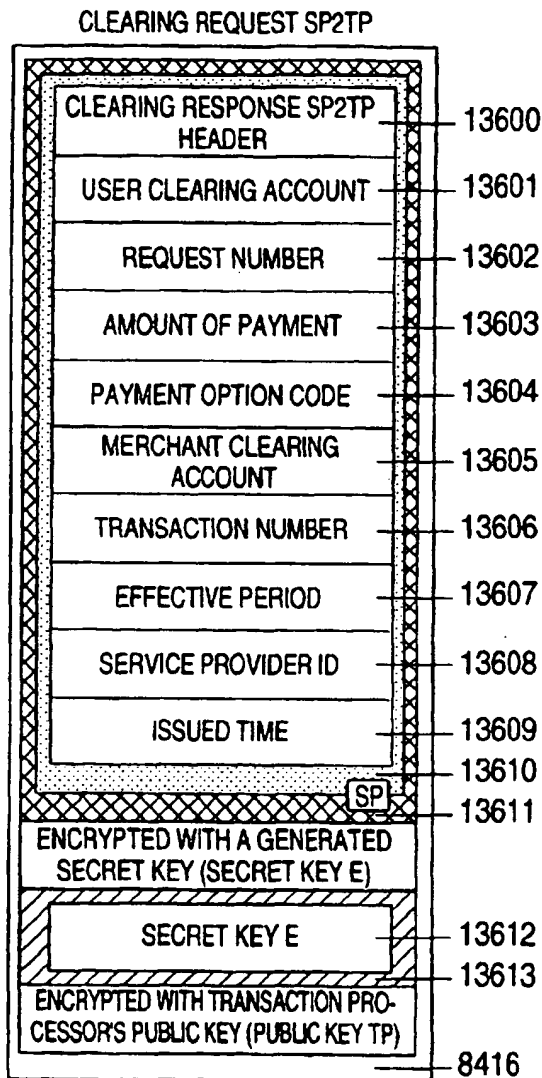 CLEARING REQUEST SP2TP
CLEARING RESPONSE SP2TP
HEADER
13600
USER CLEARING ACCOUNT
13601
REQUEST NUMBER
13602
AMOUNT OF PAYMENT
13603
PAYMENT OPTION CODE
13604
MERCHANT CLEARING
ACCOUNT
13605
TRANSACTION NUMBER
13606
EFFECTIVE PERIOD
13607
SERVICE PROVIDER ID
13608
ISSUED TIME
13609
13610
SP
13611
ENCRYPTED WITH A GENERATED
SECRET KEY (SECRET KEY E)
SECRET KEY E
13612
13613
ENCRYPTED WITH TRANSACTION PRO-
CESSOR'S PUBLIC KEY (PUBLIC KEY TP)
8416